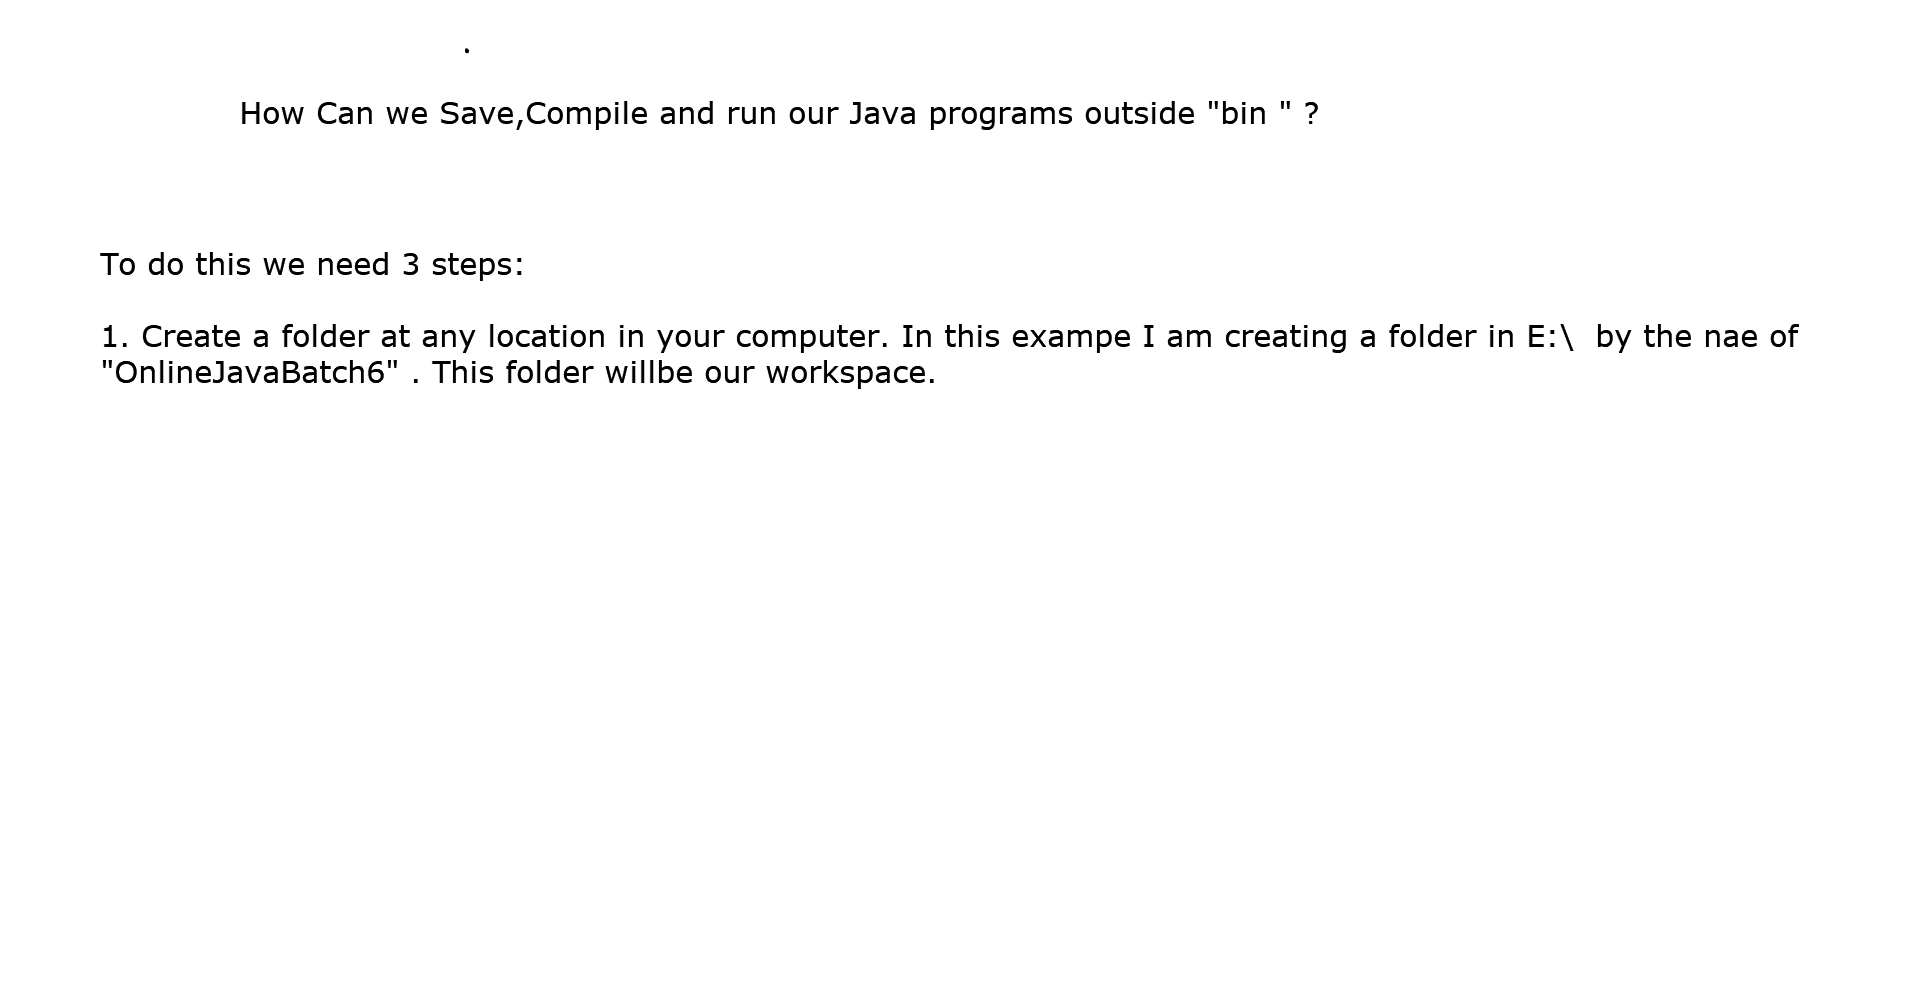 How Can we Save,Compile and run our Java programs outside "bin " ?
To do this we need 3 steps:
1. Create a folder at any location in your computer. In this exampe I am creating a folder in E:\  by the nae of
"OnlineJavaBatch6" . This folder willbe our workspace.